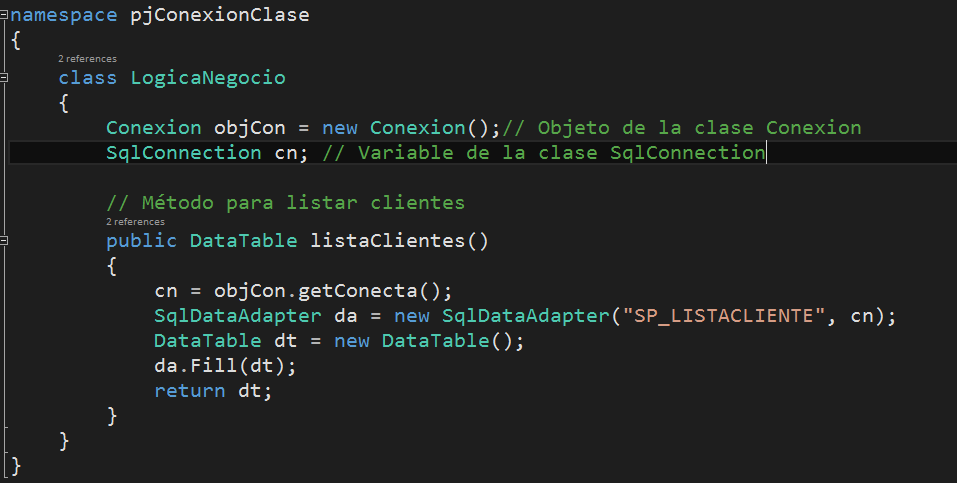 namespace pjConexionClase
{
2 references
class LogicaNegocio
{
Conexion objCon = new Conexion();// Objeto de la clase Conexion
SqlConnection cn; // Variable de la clase SqlConnection
// Método para listar clientes
2 references
public DataTable listaClientes()
{
cn = objCon.getConecta();
SqlDataAdapter da = new SqlDataAdapter("SP_LISTACLIENTE", cn);
DataTable dt = new DataTable();
da.Fill(dt);
return dt;
}
}
}